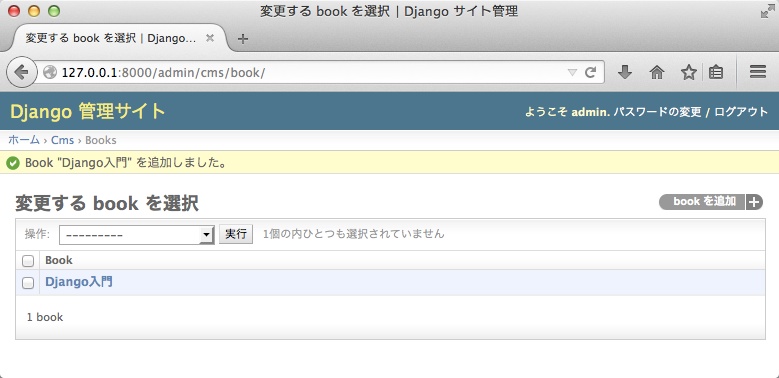 変更する book を選択 | Django サイト管理
変更する book を選択 | Django...
127.0.0.1:8000/admin/cms/book/
Django 管理サイト
ようこそ admin. パスワードの変更 / ログアウト
ホーム › Cms › Books
Book "Django入門" を追加しました。
変更する book を選択
book を追加
操作: --------- 実行 1個の内ひとつも選択されていません
Book
Django入門
1 book